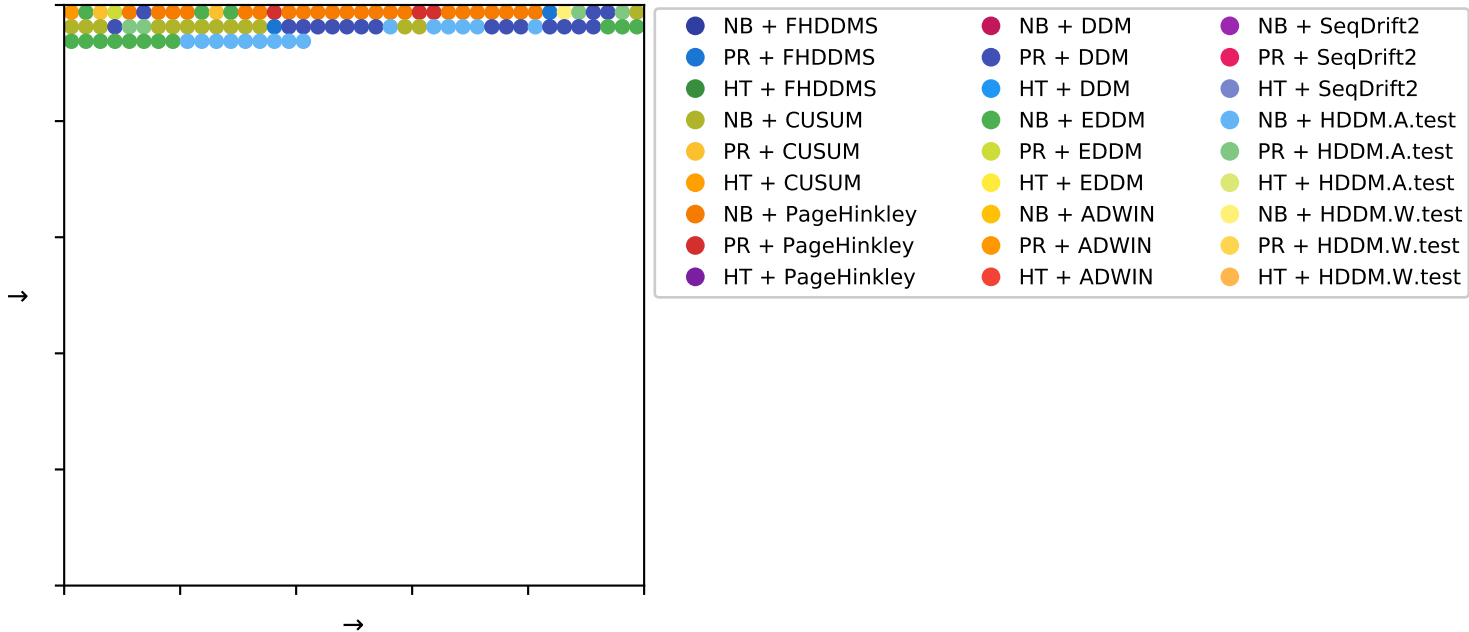 NB + FHDDMS
PR + FHDDMS
HT + FHDDMS
NB + CUSUM
PR + CUSUM
HT + CUSUM
NB + PageHinkley
PR + PageHinkley
HT + PageHinkley
NB + DDM
PR + DDM
HT + DDM
NB + EDDM
PR + EDDM
HT + EDDM
NB + ADWIN
PR + ADWIN
HT + ADWIN
NB + SeqDrift2
PR + SeqDrift2
HT + SeqDrift2
NB + HDDM.A.test
PR + HDDM.A.test
HT + HDDM.A.test
NB + HDDM.W.test
PR + HDDM.W.test
HT + HDDM.W.test
→
→